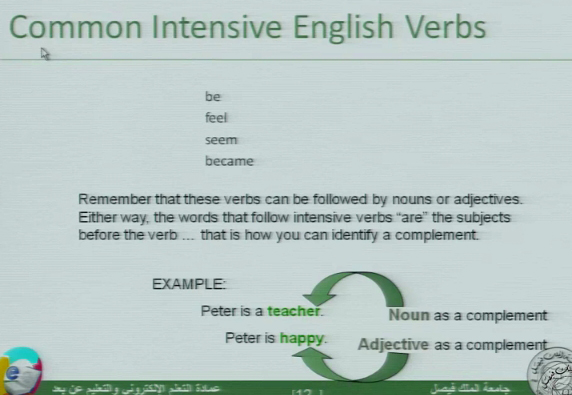 Common Intensive English Verbs
be
feel
seem
became
Remember that these verbs can be followed by nouns or adjectives.
Either way, the words that follow intensive verbs “are” the subjects
before the verb ... that is how you can identify a complement.
EXAMPLE:
Peter is a teacher.
Noun as a complement
Peter is happy.
Adjective as a complement
جامعة الملك فيصل
عمادة التعلم الإلكتروني والتعليم عن بعد